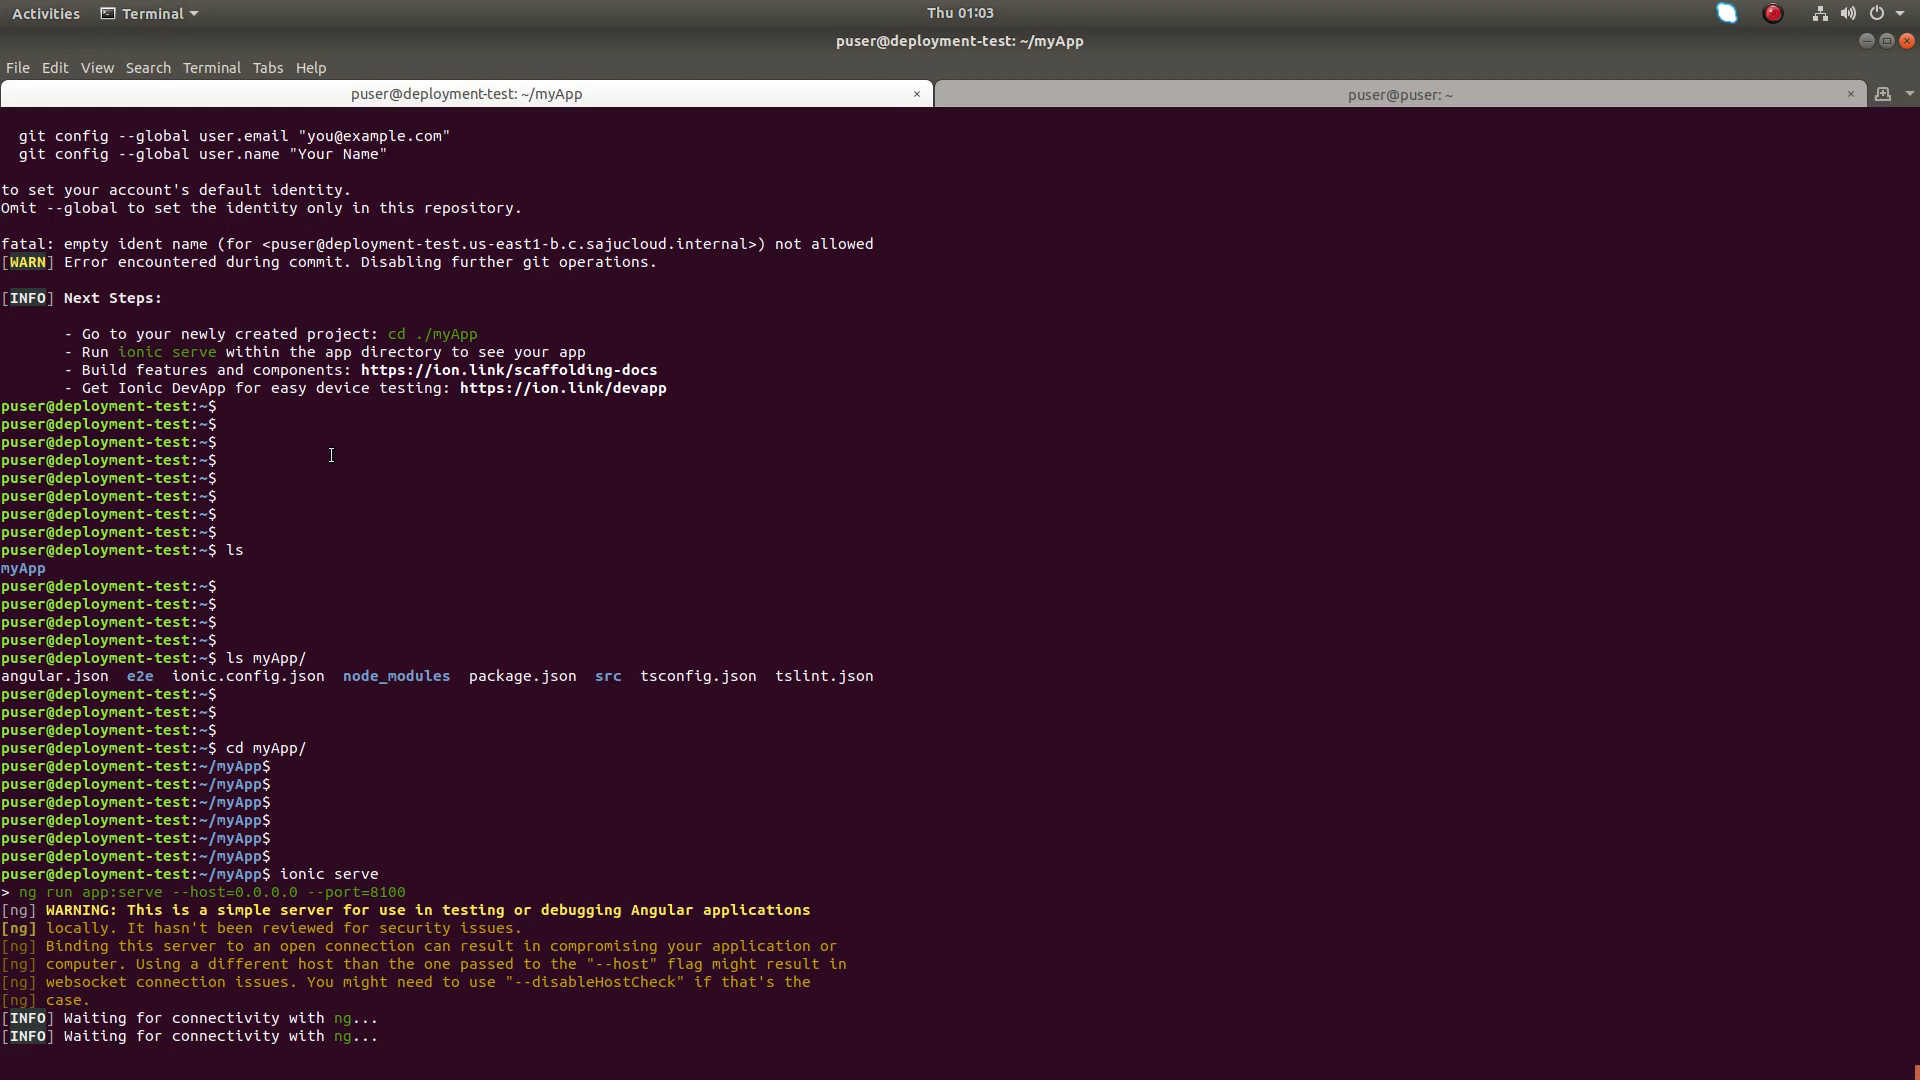 Activities Terminal Thu 01:03
puser@deployment-test: ~/myApp
File Edit View Search Terminal Tabs Help
puser@deployment-test: ~/myApp × puser@puser: ~ ×
git config --global user.email "you@example.com"
git config --global user.name "Your Name"
to set your account's default identity.
Omit --global to set the identity only in this repository.
fatal: empty ident name (for <puser@deployment-test.us-east1-b.c.sajucloud.internal>) not allowed
[WARN] Error encountered during commit. Disabling further git operations.
[INFO] Next Steps:
- Go to your newly created project: cd ./myApp
- Run ionic serve within the app directory to see your app
- Build features and components: https://ion.link/scaffolding-docs
- Get Ionic DevApp for easy device testing: https://ion.link/devapp
puser@deployment-test:~$
puser@deployment-test:~$
puser@deployment-test:~$
puser@deployment-test:~$
puser@deployment-test:~$
puser@deployment-test:~$
puser@deployment-test:~$
puser@deployment-test:~$
puser@deployment-test:~$ ls
myApp
puser@deployment-test:~$
puser@deployment-test:~$
puser@deployment-test:~$
puser@deployment-test:~$
puser@deployment-test:~$ ls myApp/
angular.json e2e ionic.config.json node_modules package.json src tsconfig.json tslint.json
puser@deployment-test:~$
puser@deployment-test:~$
puser@deployment-test:~$
puser@deployment-test:~$ cd myApp/
puser@deployment-test:~/myApp$
puser@deployment-test:~/myApp$
puser@deployment-test:~/myApp$
puser@deployment-test:~/myApp$
puser@deployment-test:~/myApp$
puser@deployment-test:~/myApp$
puser@deployment-test:~/myApp$ ionic serve
> ng run app:serve --host=0.0.0.0 --port=8100
[ng] WARNING: This is a simple server for use in testing or debugging Angular applications
[ng] locally. It hasn't been reviewed for security issues.
[ng] Binding this server to an open connection can result in compromising your application or
[ng] computer. Using a different host than the one passed to the "--host" flag might result in
[ng] websocket connection issues. You might need to use "--disableHostCheck" if that's the
[ng] case.
[INFO] Waiting for connectivity with ng...
[INFO] Waiting for connectivity with ng...